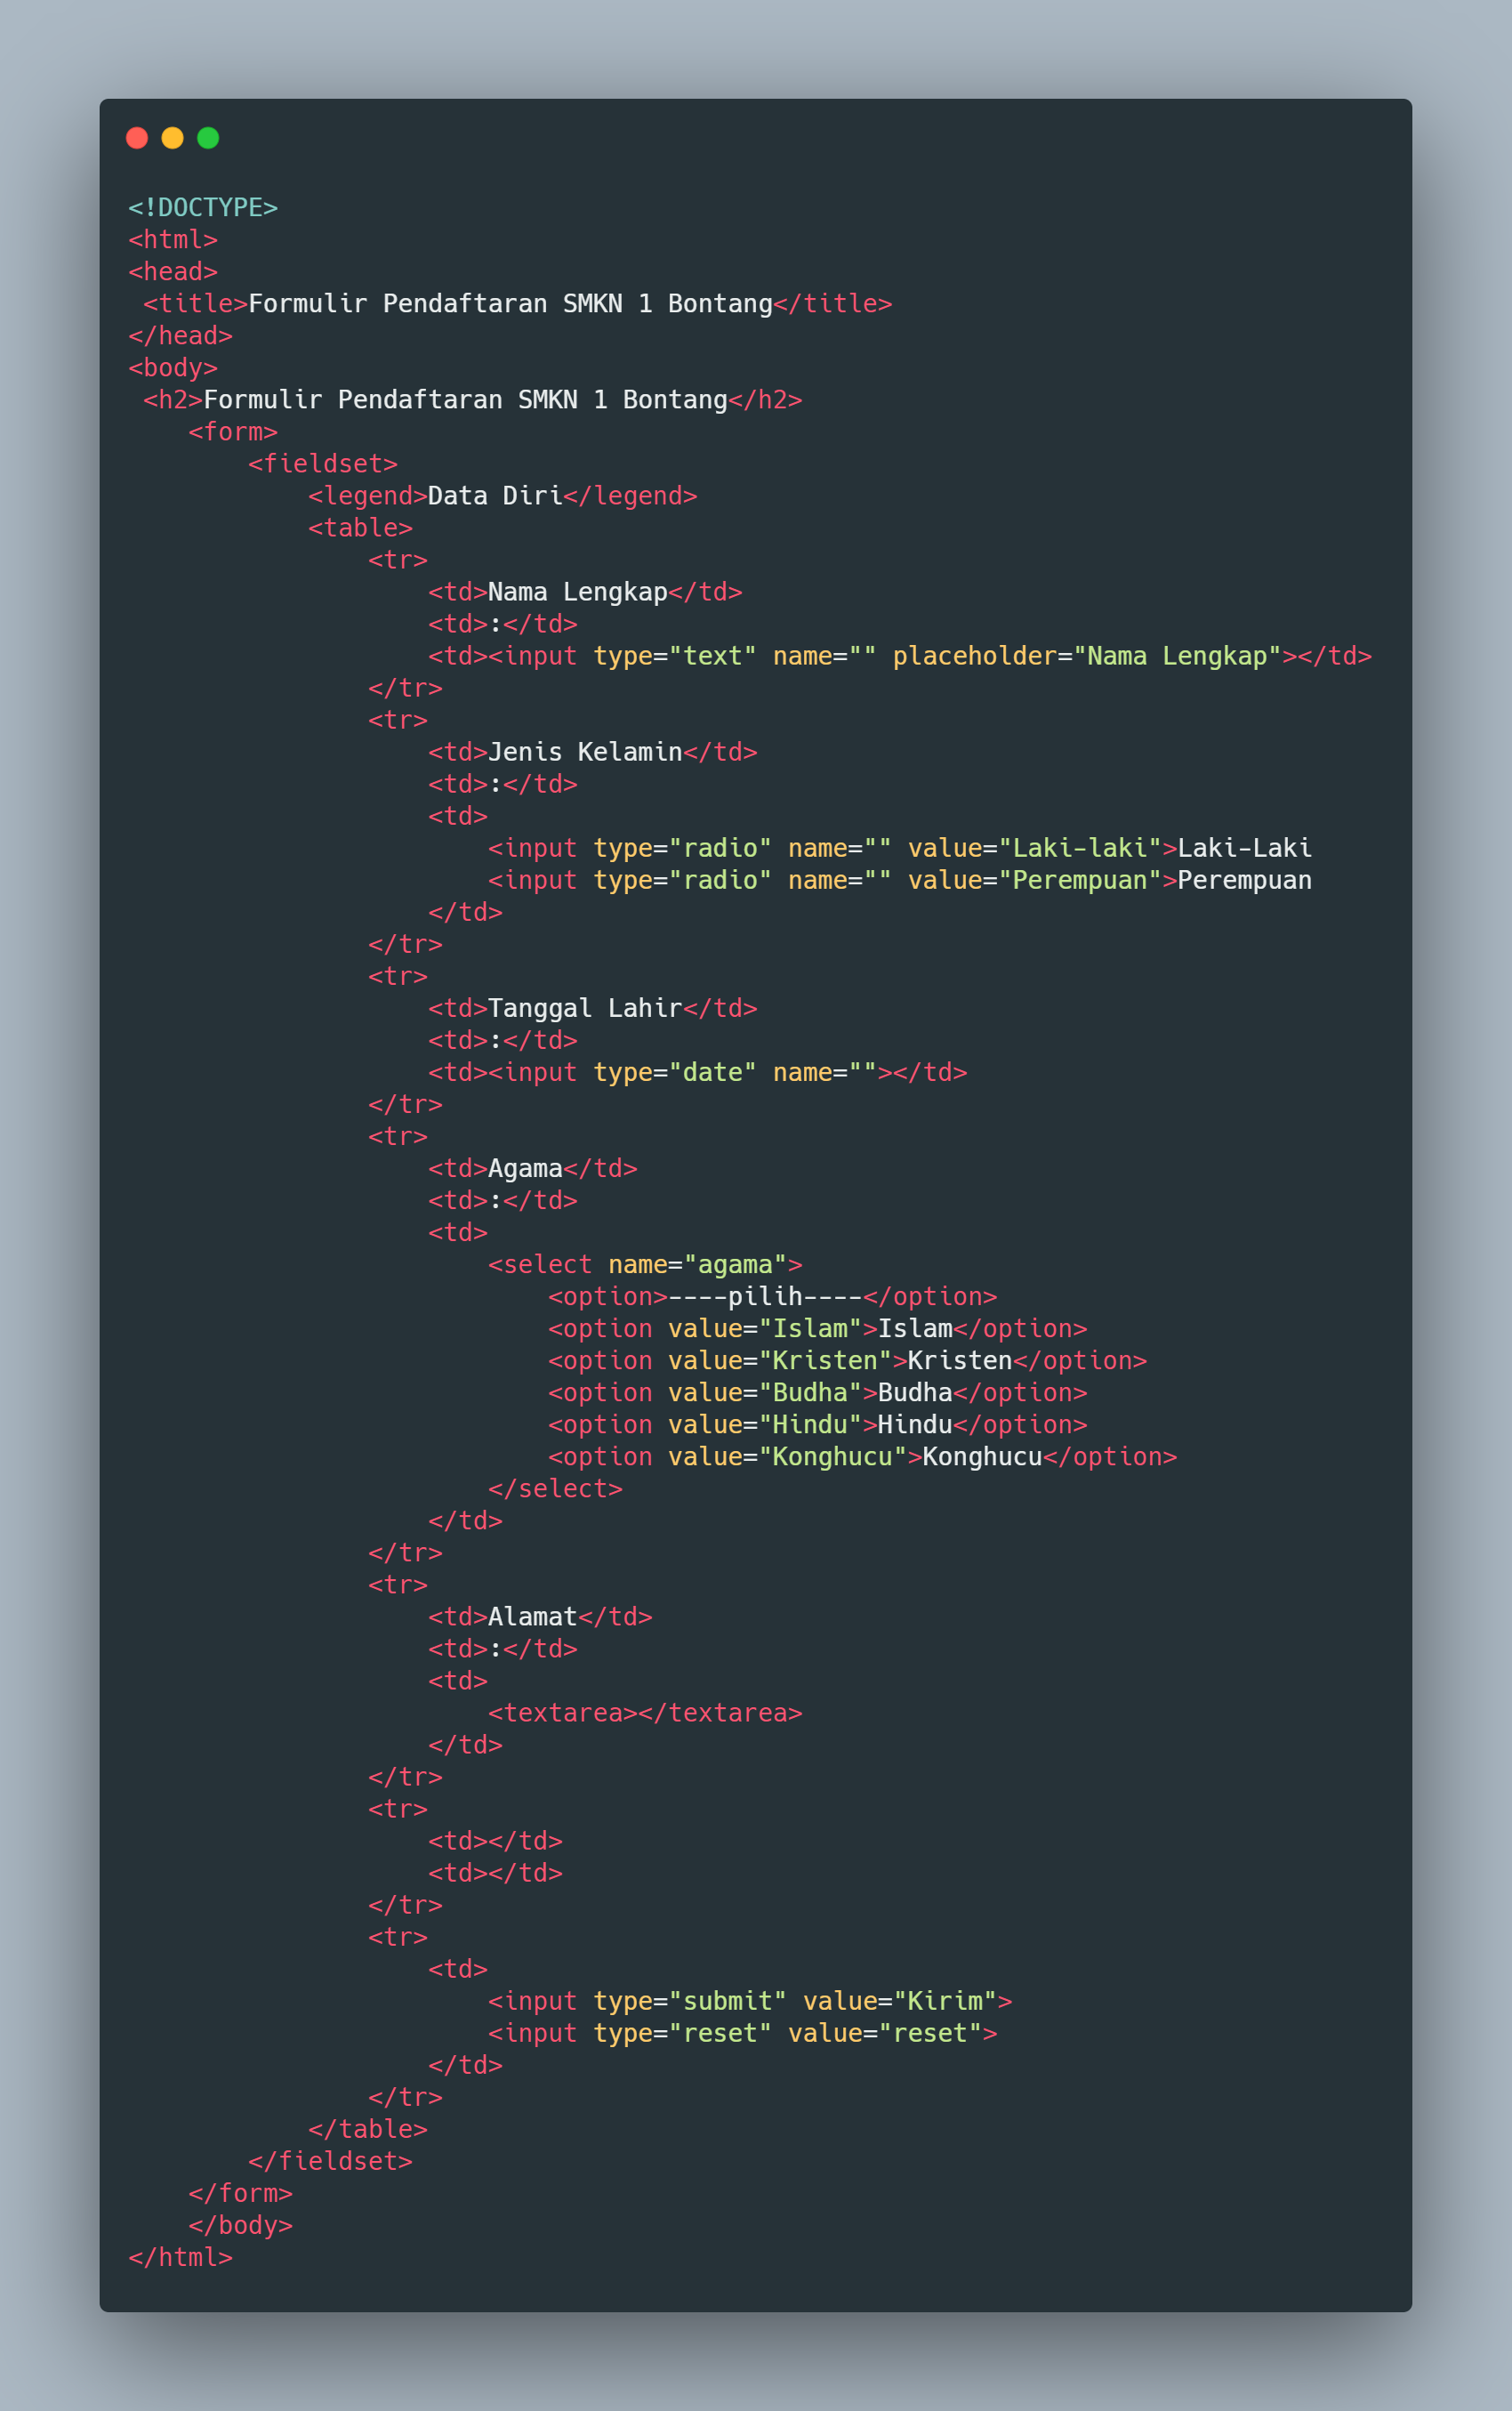 <!DOCTYPE>
<html>
<head>
 <title>Formulir Pendaftaran SMKN 1 Bontang</title>
</head>
<body>
 <h2>Formulir Pendaftaran SMKN 1 Bontang</h2>
    <form>
        <fieldset>
            <legend>Data Diri</legend>
            <table>
                <tr>
                    <td>Nama Lengkap</td>
                    <td>:</td>
                    <td><input type="text" name="" placeholder="Nama Lengkap"></td>
                </tr>
                <tr>
                    <td>Jenis Kelamin</td>
                    <td>:</td>
                    <td>
                        <input type="radio" name="" value="Laki-laki">Laki-Laki
                        <input type="radio" name="" value="Perempuan">Perempuan
                    </td>
                </tr>
                <tr>
                    <td>Tanggal Lahir</td>
                    <td>:</td>
                    <td><input type="date" name=""></td>
                </tr>
                <tr>
                    <td>Agama</td>
                    <td>:</td>
                    <td>
                        <select name="agama">
                            <option>----pilih----</option>
                            <option value="Islam">Islam</option>
                            <option value="Kristen">Kristen</option>
                            <option value="Budha">Budha</option>
                            <option value="Hindu">Hindu</option>
                            <option value="Konghucu">Konghucu</option>
                        </select>
                    </td>
                </tr>
                <tr>
                    <td>Alamat</td>
                    <td>:</td>
                    <td>
                        <textarea></textarea>
                    </td>
                </tr>
                <tr>
                    <td></td>
                    <td></td>
                </tr>
                <tr>
                    <td>
                        <input type="submit" value="Kirim">
                        <input type="reset" value="reset">
                    </td>
                </tr>
            </table>
        </fieldset>
    </form>
    </body>
</html>